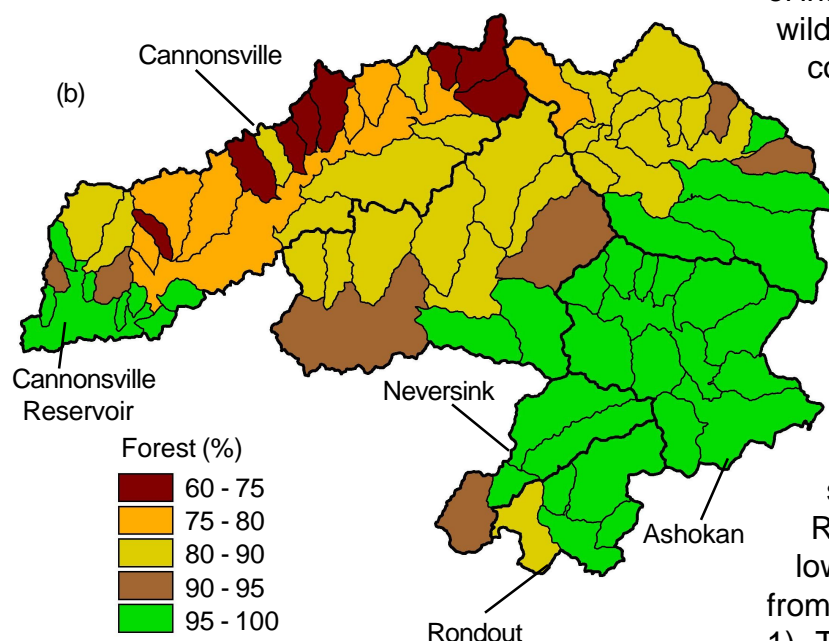 wild
co
(b)
Cannonsville
Cannonsville
Reservoir
Neversink
Forest (%)
60 - 75
75 - 80
80 - 90
90 - 95
95 - 100
Ashokan
Rondout
s
R
low
from